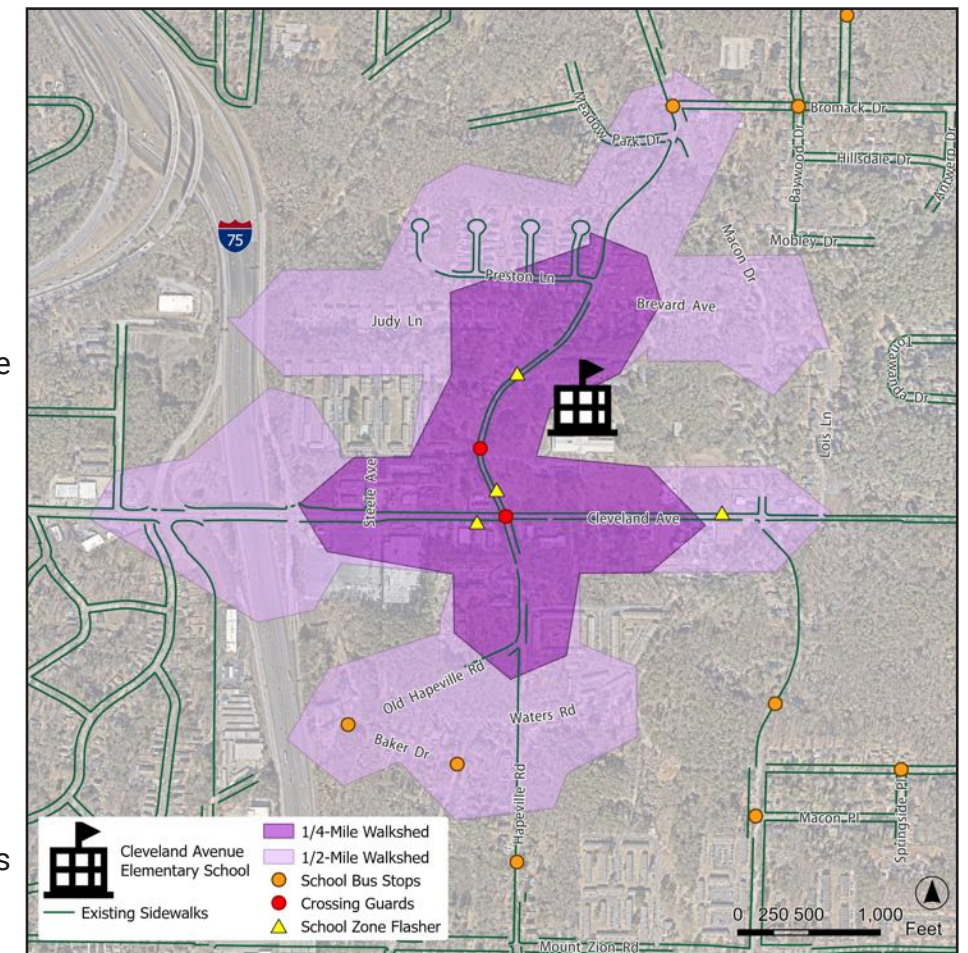 Bromack Dr
Meadow Park Dr
Baywood Dr
Hillsdale Dr
Antwerp Dr
75
Macon Dr
Mobley Dr
Preston Ln
Brevard Ave
Judy Ln
e
Tonawanda Dr
Lois Ln
Steele Ave
Cleveland Ave
Old Hapeville Rd
Waters Rd
Baker Dr
Hapeville Rd
Macon Pl
Springside Pl
s
Cleveland Avenue
Elementary School
Existing Sidewalks
1/4-Mile Walkshed
1/2-Mile Walkshed
School Bus Stops
Crossing Guards
School Zone Flasher
0 250 500 1,000
Feet
Mount Zion Rd